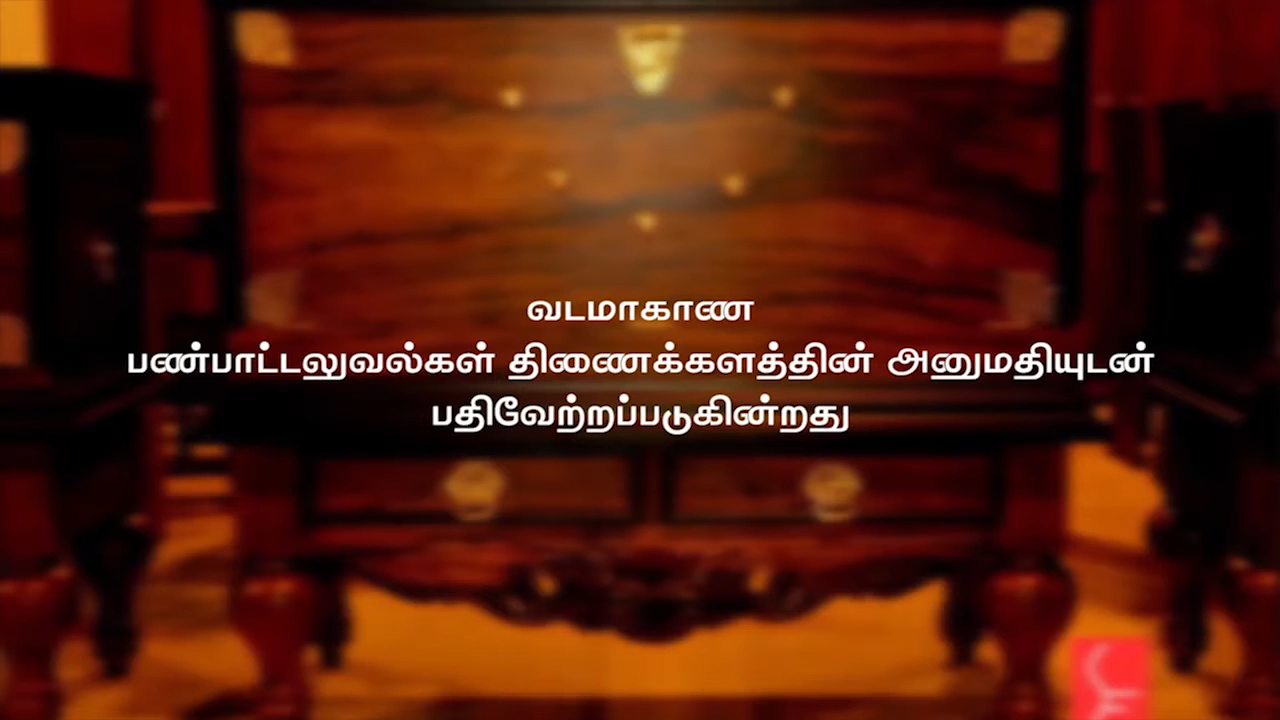 வடமாகாண
பண்பாட்டலுவல்கள் திணைக்களத்தின் அனுமதியுடன்
பதிவேற்றப்படுகின்றது